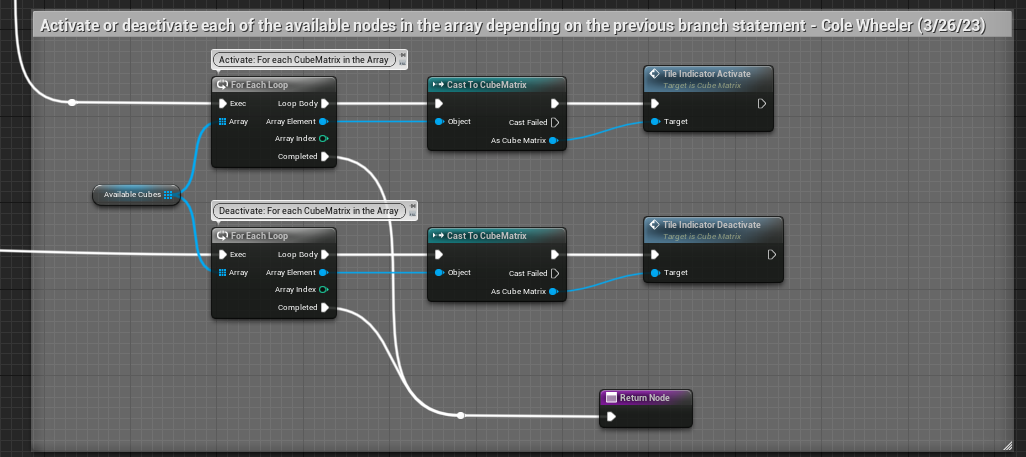 Activate or deactivate each of the available nodes in the array depending on the previous branch statement - Cole Wheeler (3/26/23)
Activate: For each CubeMatrix in the Array
For Each Loop
Exec
Loop Body
Array
Array Element
Array Index
Completed
Cast To CubeMatrix
Object
Cast Failed
As Cube Matrix
Tile Indicator Activate
Target is Cube Matrix
Target
Available Cubes
Deactivate: For each CubeMatrix in the Array
For Each Loop
Exec
Loop Body
Array
Array Element
Array Index
Completed
Cast To CubeMatrix
Object
Cast Failed
As Cube Matrix
Tile Indicator Deactivate
Target is Cube Matrix
Target
Return Node